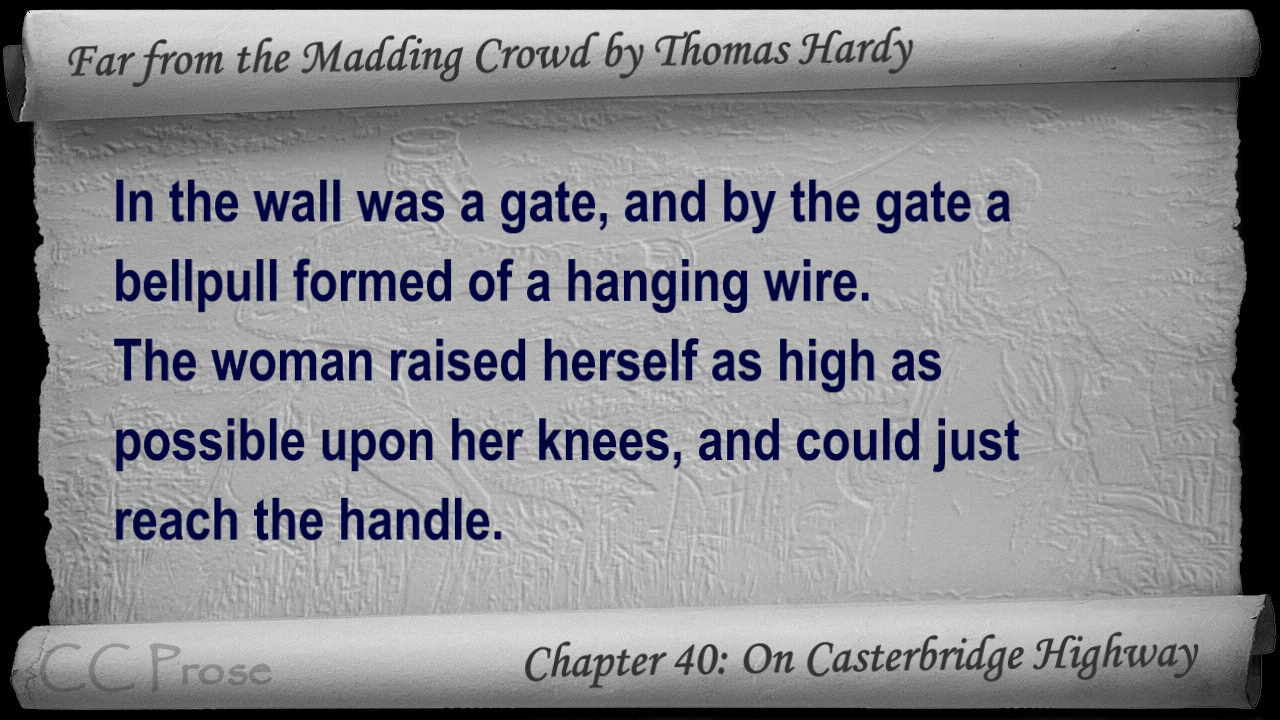 Far from the Madding Crowd by Thomas Hardy
In the wall was a gate, and by the gate a
bellpull formed of a hanging wire.
The woman raised herself as high as
possible upon her knees, and could just
reach the handle.
CC Prose
Chapter 40: On Casterbridge Highway